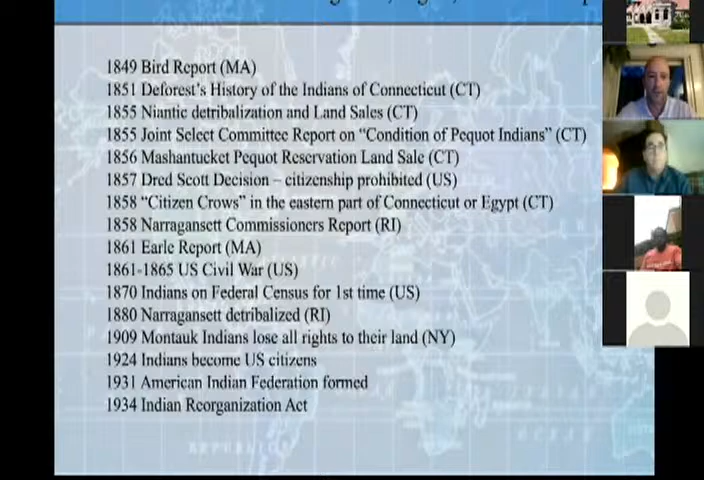 1849 Bird Report (MA)
1851 Deforest's History of the Indians of Connecticut (CT)
1855 Niantic detribalization and Land Sales (CT)
1855 Joint Select Committee Report on “Condition of Pequot Indians” (CT)
1856 Mashantucket Pequot Reservation Land Sale (CT)
1857 Dred Scott Decision – citizenship prohibited (US)
1858 “Citizen Crows” in the eastern part of Connecticut or Egypt (CT)
1858 Narragansett Commissioners Report (RI)
1861 Earle Report (MA)
1861-1865 US Civil War (US)
1870 Indians on Federal Census for 1st time (US)
1880 Narragansett detribalized (RI)
1909 Montauk Indians lose all rights to their land (NY)
1924 Indians become US citizens
1931 American Indian Federation formed
1934 Indian Reorganization Act